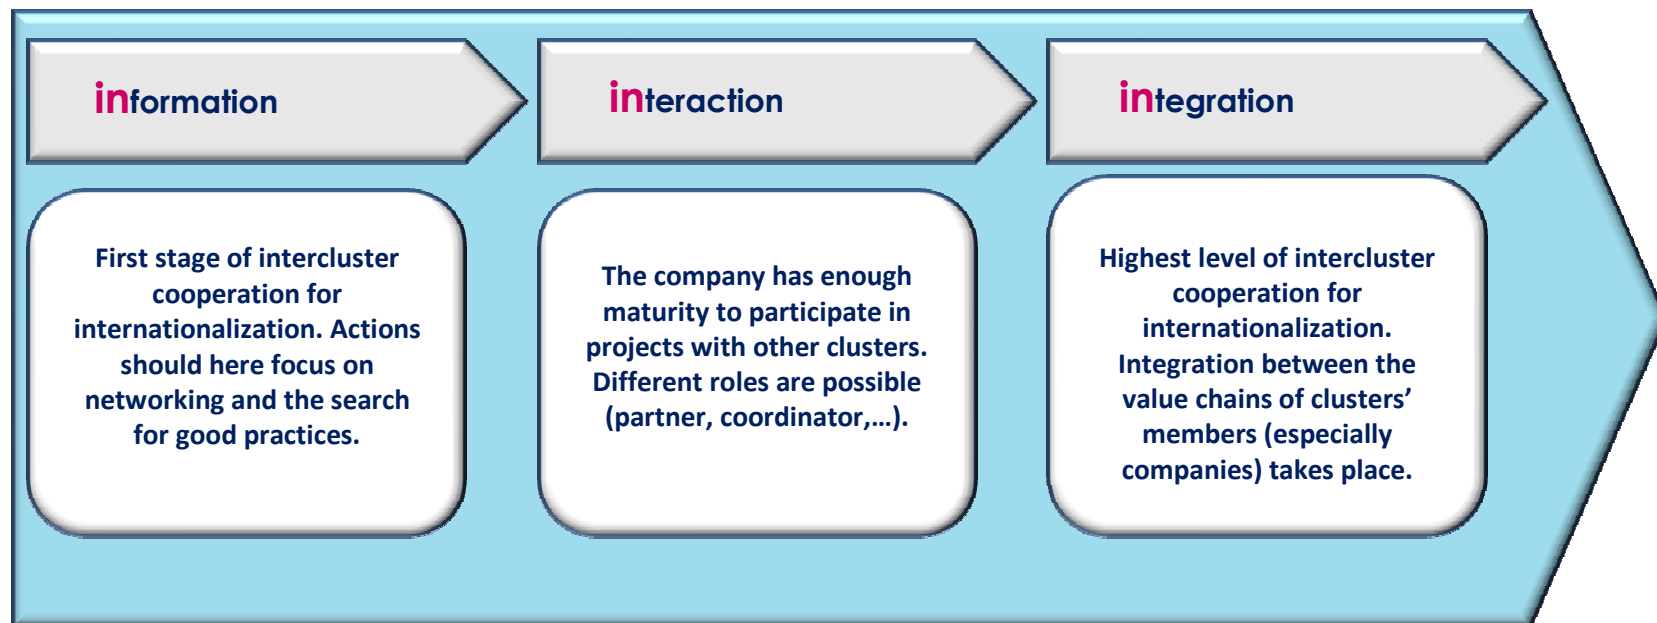 information
interaction
integration
First stage of intercluster
cooperation for
internationalization. Actions
should here focus on
networking and the search
for good practices.
The company has enough
maturity to participate in
projects with other clusters.
Different roles are possible
(partner, coordinator,…).
Highest level of intercluster
cooperation for
internationalization.
Integration between the
value chains of clusters’
members (especially
companies) takes place.